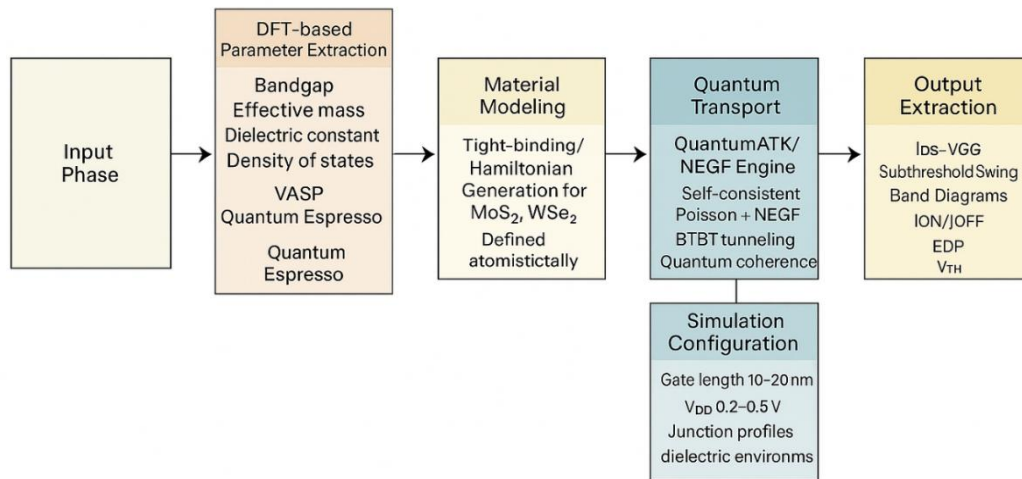 Input
Phase
DFT-based
Parameter Extraction
Bandgap
Effective mass
Dielectric constant
Density of states
VASP
Quantum Espresso
Quantum
Espresso
Material
Modeling
Tight-binding/
Hamiltonian
Generation for
MoS₂, WSe₂
Defined
atomistictally
Quantum
Transport
QuantumATK/
NEGF Engine
Self-consistent
Poisson + NEGF
BTBT tunneling
Quantum coherence
Simulation
Configuration
Gate length 10–20 nm
VDD 0.2–0.5 V
Junction profiles
dielectric environms
Output
Extraction
IDS–VGG
Subthreshold Swing
Band Diagrams
ION/JOFF
EDP
VTH